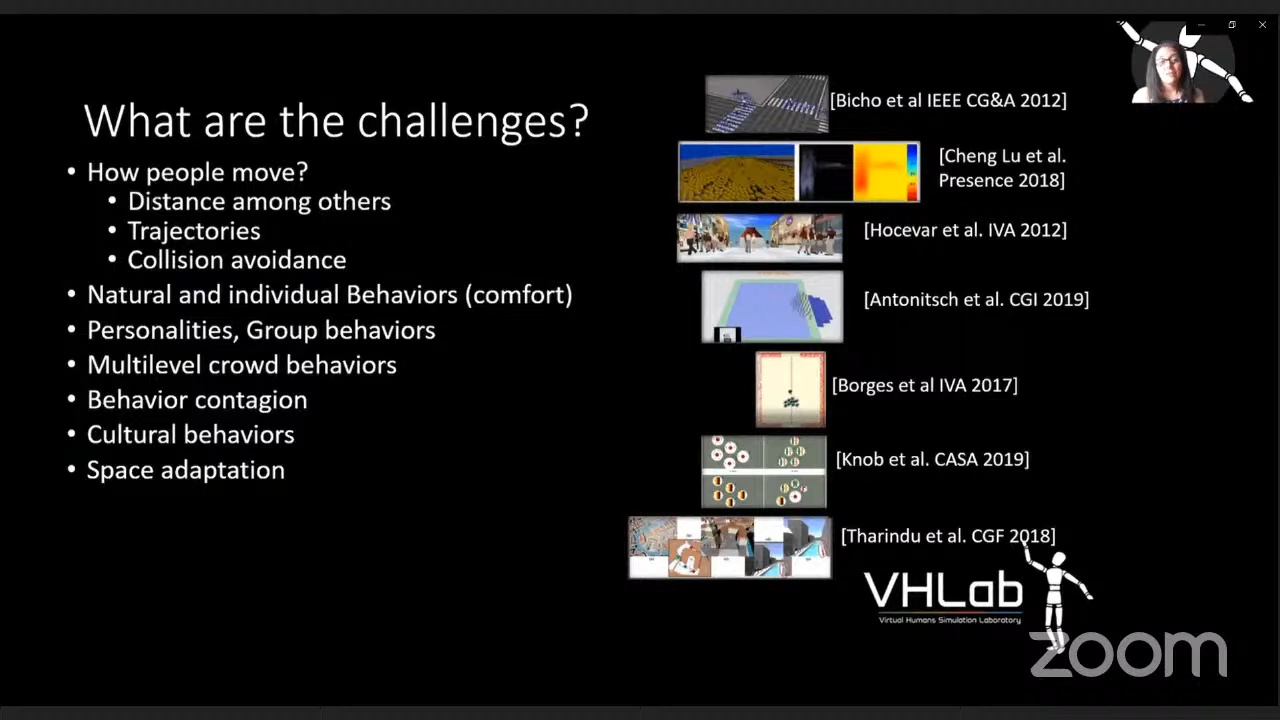 What are the challenges?
• How people move?
• Distance among others
• Trajectories
• Collision avoidance
• Natural and individual Behaviors (comfort)
• Personalities, Group behaviors
• Multilevel crowd behaviors
• Behavior contagion
• Cultural behaviors
• Space adaptation
[Bicho et al IEEE CG&A 2012]
[Cheng Lu et al.
Presence 2018]
[Hocevar et al. IVA 2012]
[Antonitsch et al. CGI 2019]
[Borges et al IVA 2017]
[Knob et al. CASA 2019]
[Tharindu et al. CGF 2018]
VHLab
Virtual Humans Simulation Laboratory
zoom